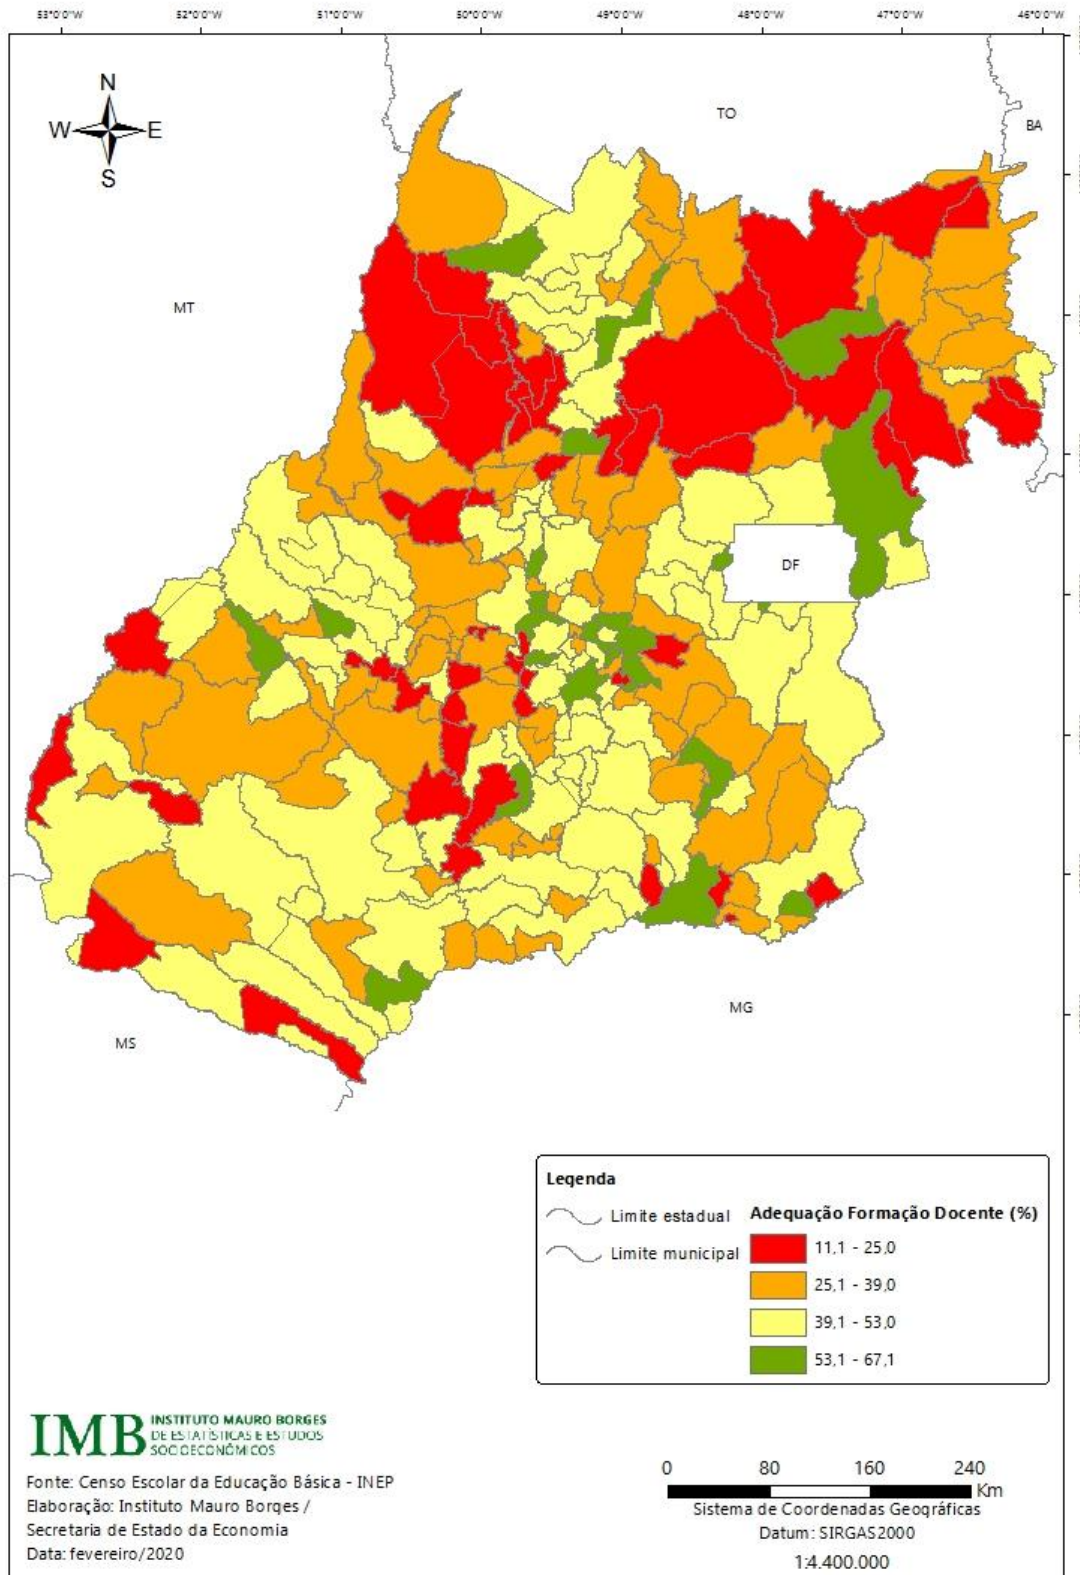 53°0'0"W 52°0'0"W 51°0'0"W 50°0'0"W 49°0'0"W 48°0'0"W 47°0'0"W 46°0'0"W
N
W E
S
TO
BA
MT
DF
MG
MS
Legenda
Limite estadual
Limite municipal
Adequação Formação Docente (%)
11,1 - 25,0
25,1 - 39,0
39,1 - 53,0
53,1 - 67,1
IMB
INSTITUTO MAURO BORGES
DE ESTATÍSTICAS E ESTUDOS
SOCIOECONÔMICOS
Fonte: Censo Escolar da Educação Básica - INEP
Elaboração: Instituto Mauro Borges /
Secretaria de Estado da Economia
Data: fevereiro/2020
0 80 160 240
Km
Sistema de Coordenadas Geográficas
Datum: SIRGAS2000
1:4.400.000